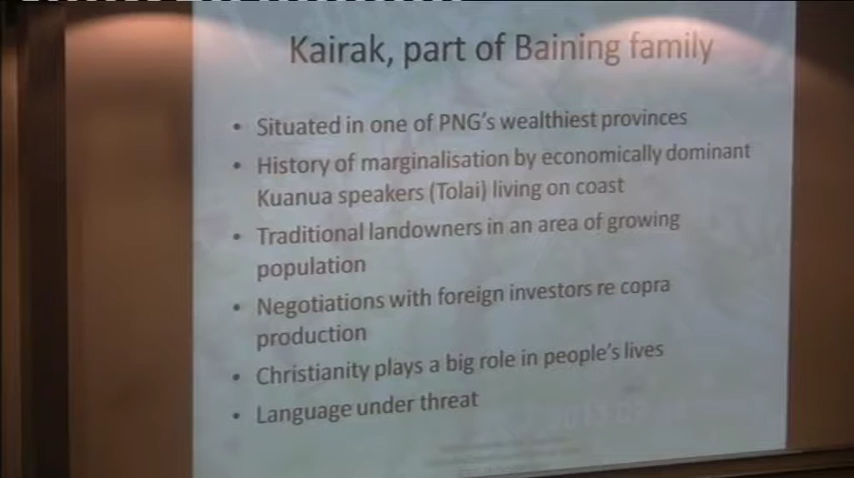 Kairak, part of Baining family
• Situated in one of PNG's wealthiest provinces
• History of marginalisation by economically dominant
Kuanua speakers (Tolai) living on coast
• Traditional landowners in an area of growing
population
• Negotiations with foreign investors re copra
production
• Christianity plays a big role in people's lives
• Language under threat